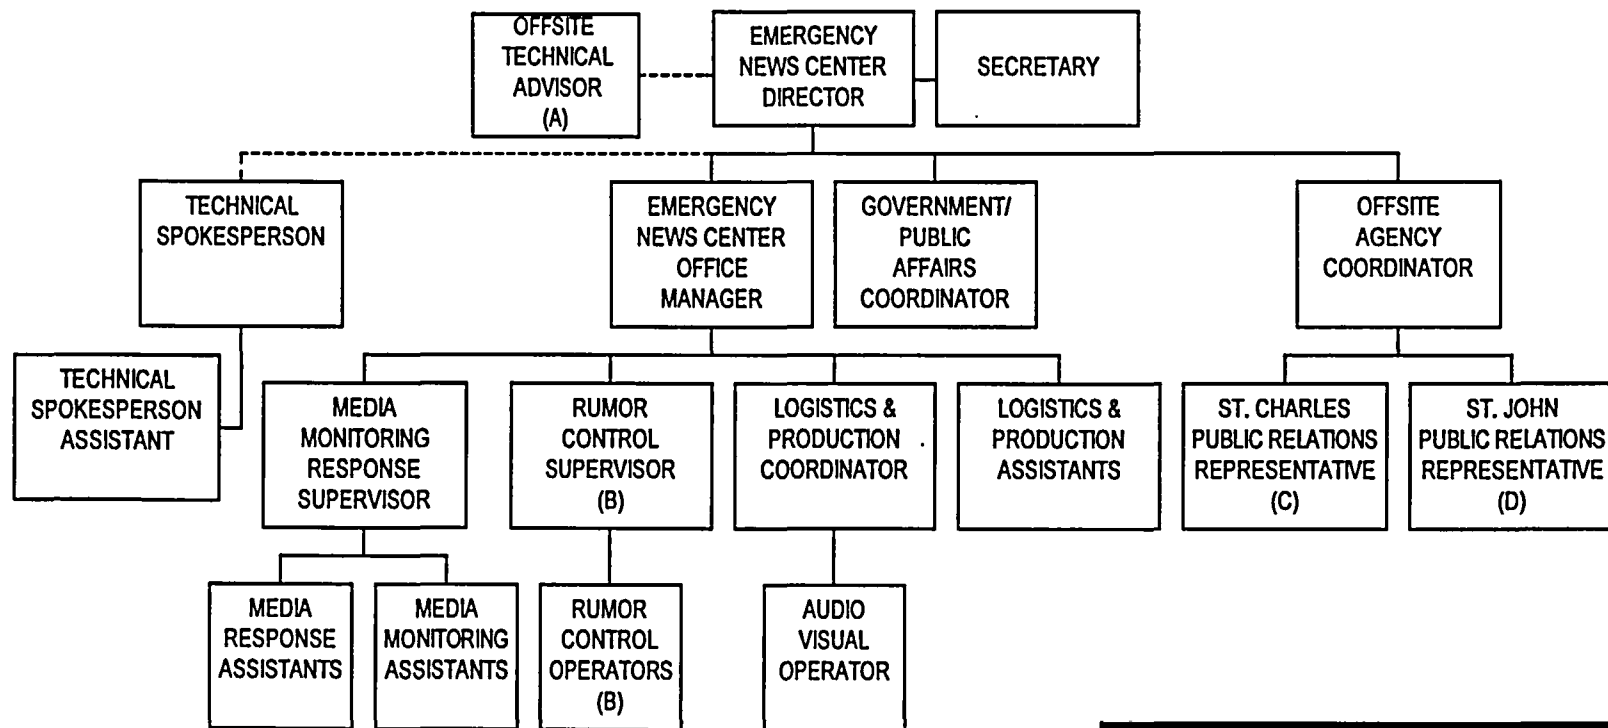 OFFSITE
TECHNICAL
ADVISOR
(A)
EMERGENCY
NEWS CENTER
DIRECTOR
SECRETARY
TECHNICAL
SPOKESPERSON
EMERGENCY
NEWS CENTER
OFFICE
MANAGER
GOVERNMENT/
PUBLIC
AFFAIRS
COORDINATOR
OFFSITE
AGENCY
COORDINATOR
TECHNICAL
SPOKESPERSON
ASSISTANT
MEDIA
MONITORING
RESPONSE
SUPERVISOR
RUMOR
CONTROL
SUPERVISOR
(B)
LOGISTICS &
PRODUCTION
COORDINATOR
LOGISTICS &
PRODUCTION
ASSISTANTS
ST. CHARLES
PUBLIC RELATIONS
REPRESENTATIVE
(C)
ST. JOHN
PUBLIC RELATIONS
REPRESENTATIVE
(D)
MEDIA
RESPONSE
ASSISTANTS
MEDIA
MONITORING
ASSISTANTS
RUMOR
CONTROL
OPERATORS
(B)
AUDIO
VISUAL
OPERATOR